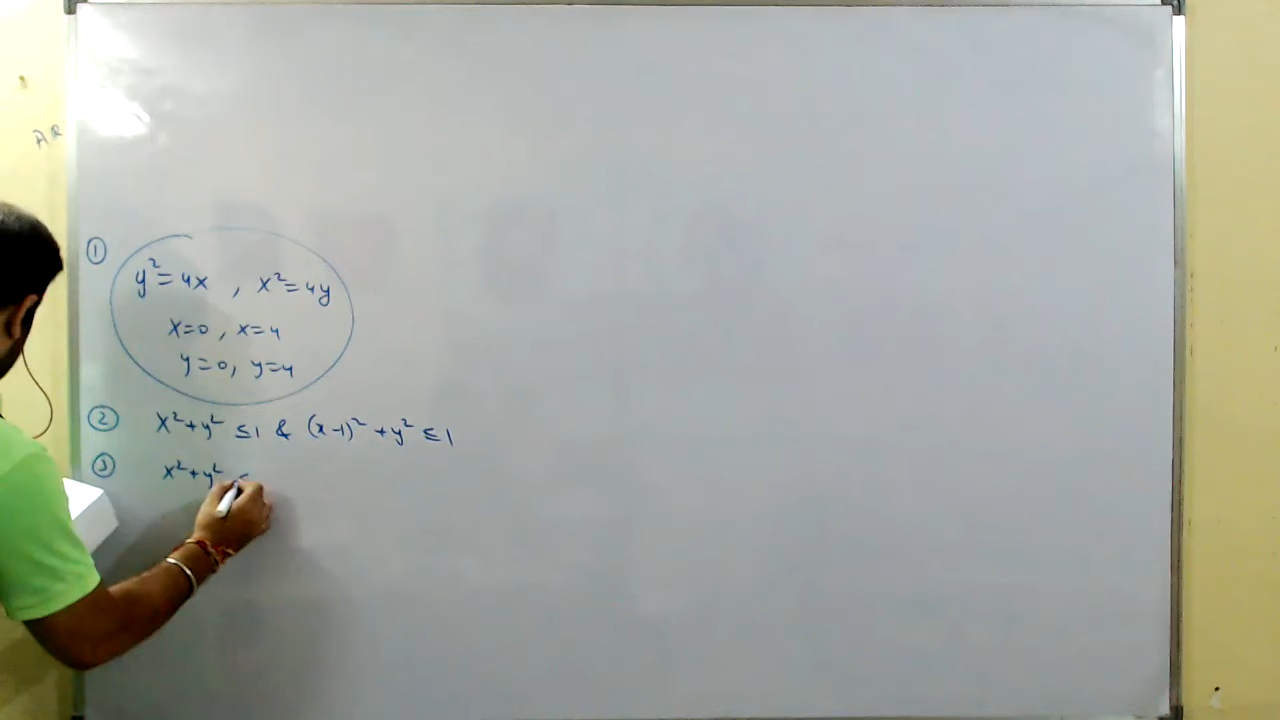 AR
①
y²=4x , x²=4y
x=0, x=4
y=0, y=4
② x²+y² ≤1 & (x-1)² +y² ≤1
③ x²+y²